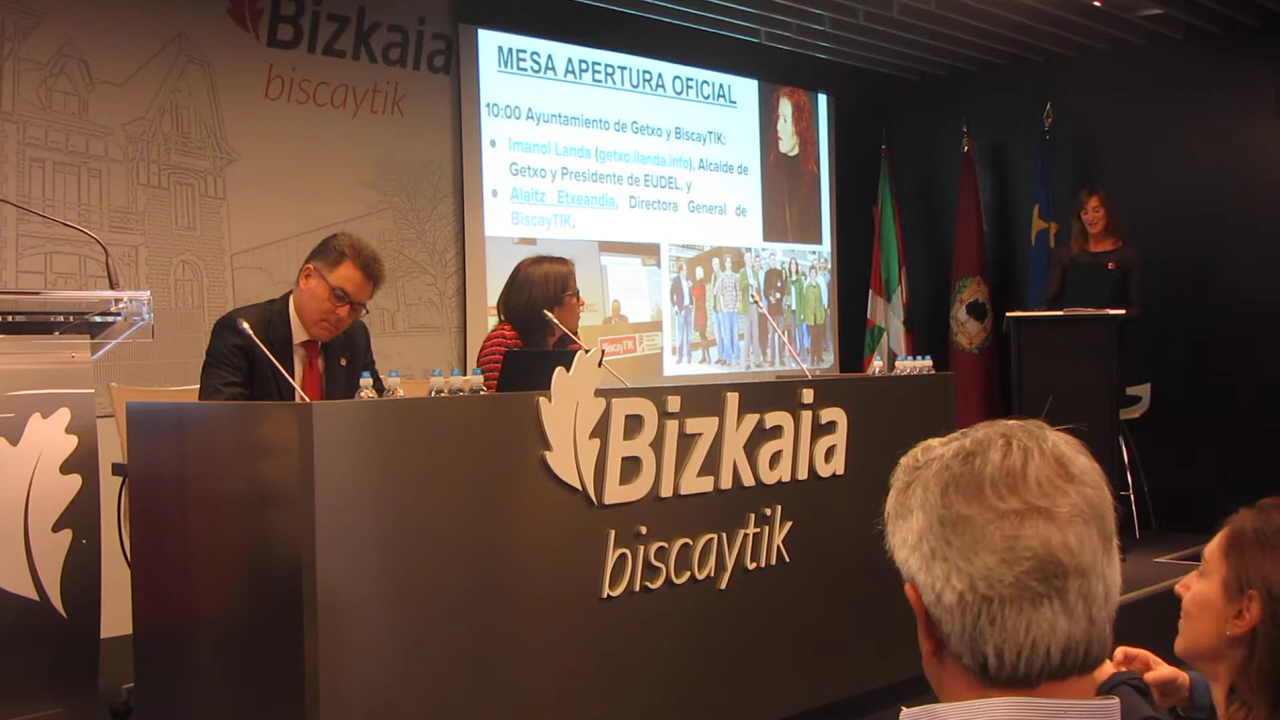 Bizkaia
biscaytik
MESA APERTURA OFICIAL
10:00 Ayuntamiento de Getxo y BiscayTIK:
• Imanol Landa (getxo.ilanda.info), Alcalde de
Getxo y Presidente de EUDEL, y
• Alaitz Etxeandia, Directora General de
BiscayTIK.
BiscayTIK
Bizkaia
biscaytik